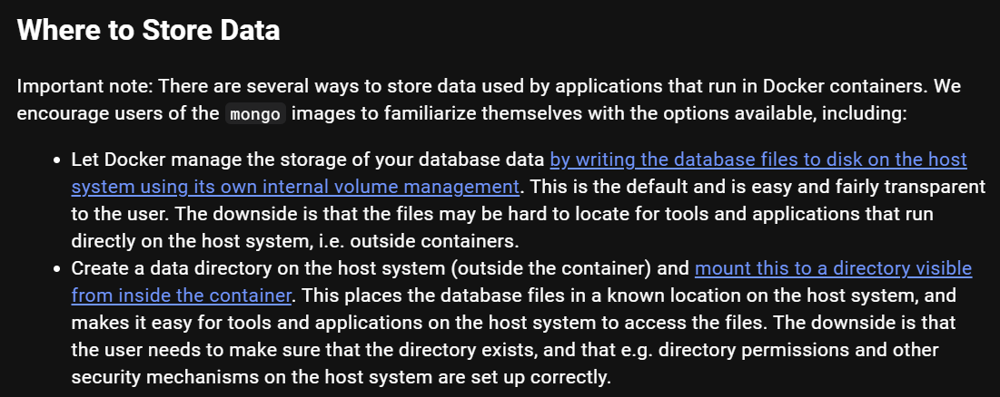 Where to Store Data
Important note: There are several ways to store data used by applications that run in Docker containers. We
encourage users of the mongo images to familiarize themselves with the options available, including:
• Let Docker manage the storage of your database data by writing the database files to disk on the host
system using its own internal volume management. This is the default and is easy and fairly transparent
to the user. The downside is that the files may be hard to locate for tools and applications that run
directly on the host system, i.e. outside containers.
• Create a data directory on the host system (outside the container) and mount this to a directory visible
from inside the container. This places the database files in a known location on the host system, and
makes it easy for tools and applications on the host system to access the files. The downside is that
the user needs to make sure that the directory exists, and that e.g. directory permissions and other
security mechanisms on the host system are set up correctly.